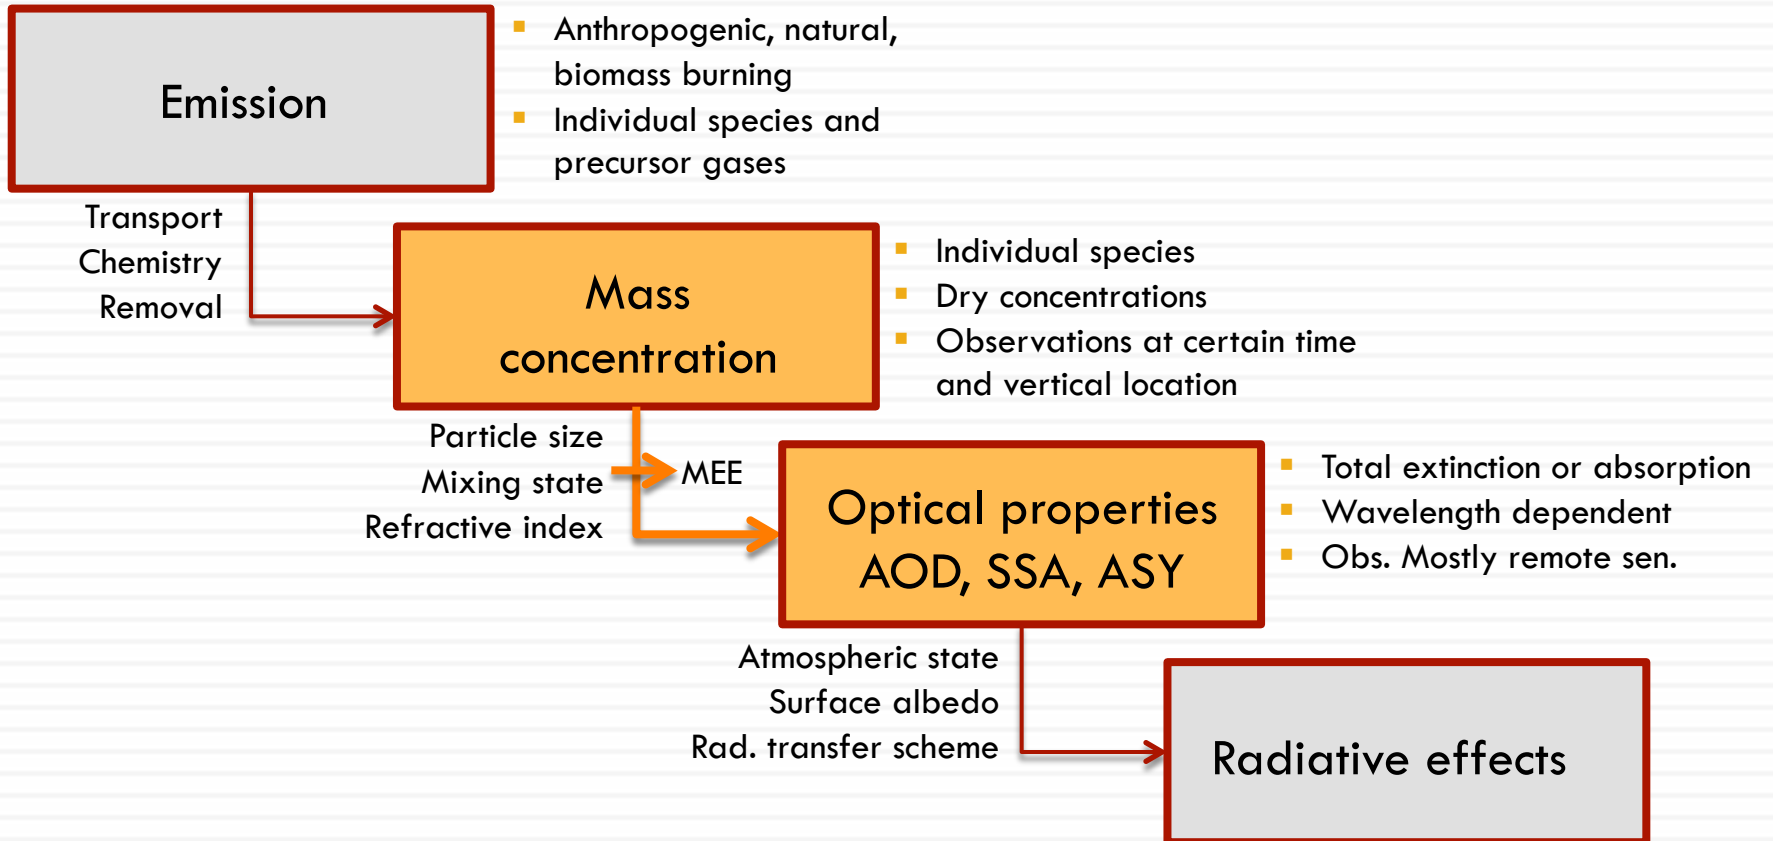 Emission
Anthropogenic, natural,
biomass burning
Individual species and
precursor gases
Transport
Chemistry
Removal
Mass
concentration
Individual species
Dry concentrations
Observations at certain time
and vertical location
Particle size
Mixing state
Refractive index
MEE
Optical properties
AOD, SSA, ASY
Total extinction or absorption
Wavelength dependent
Obs. Mostly remote sen.
Atmospheric state
Surface albedo
Rad. transfer scheme
Radiative effects